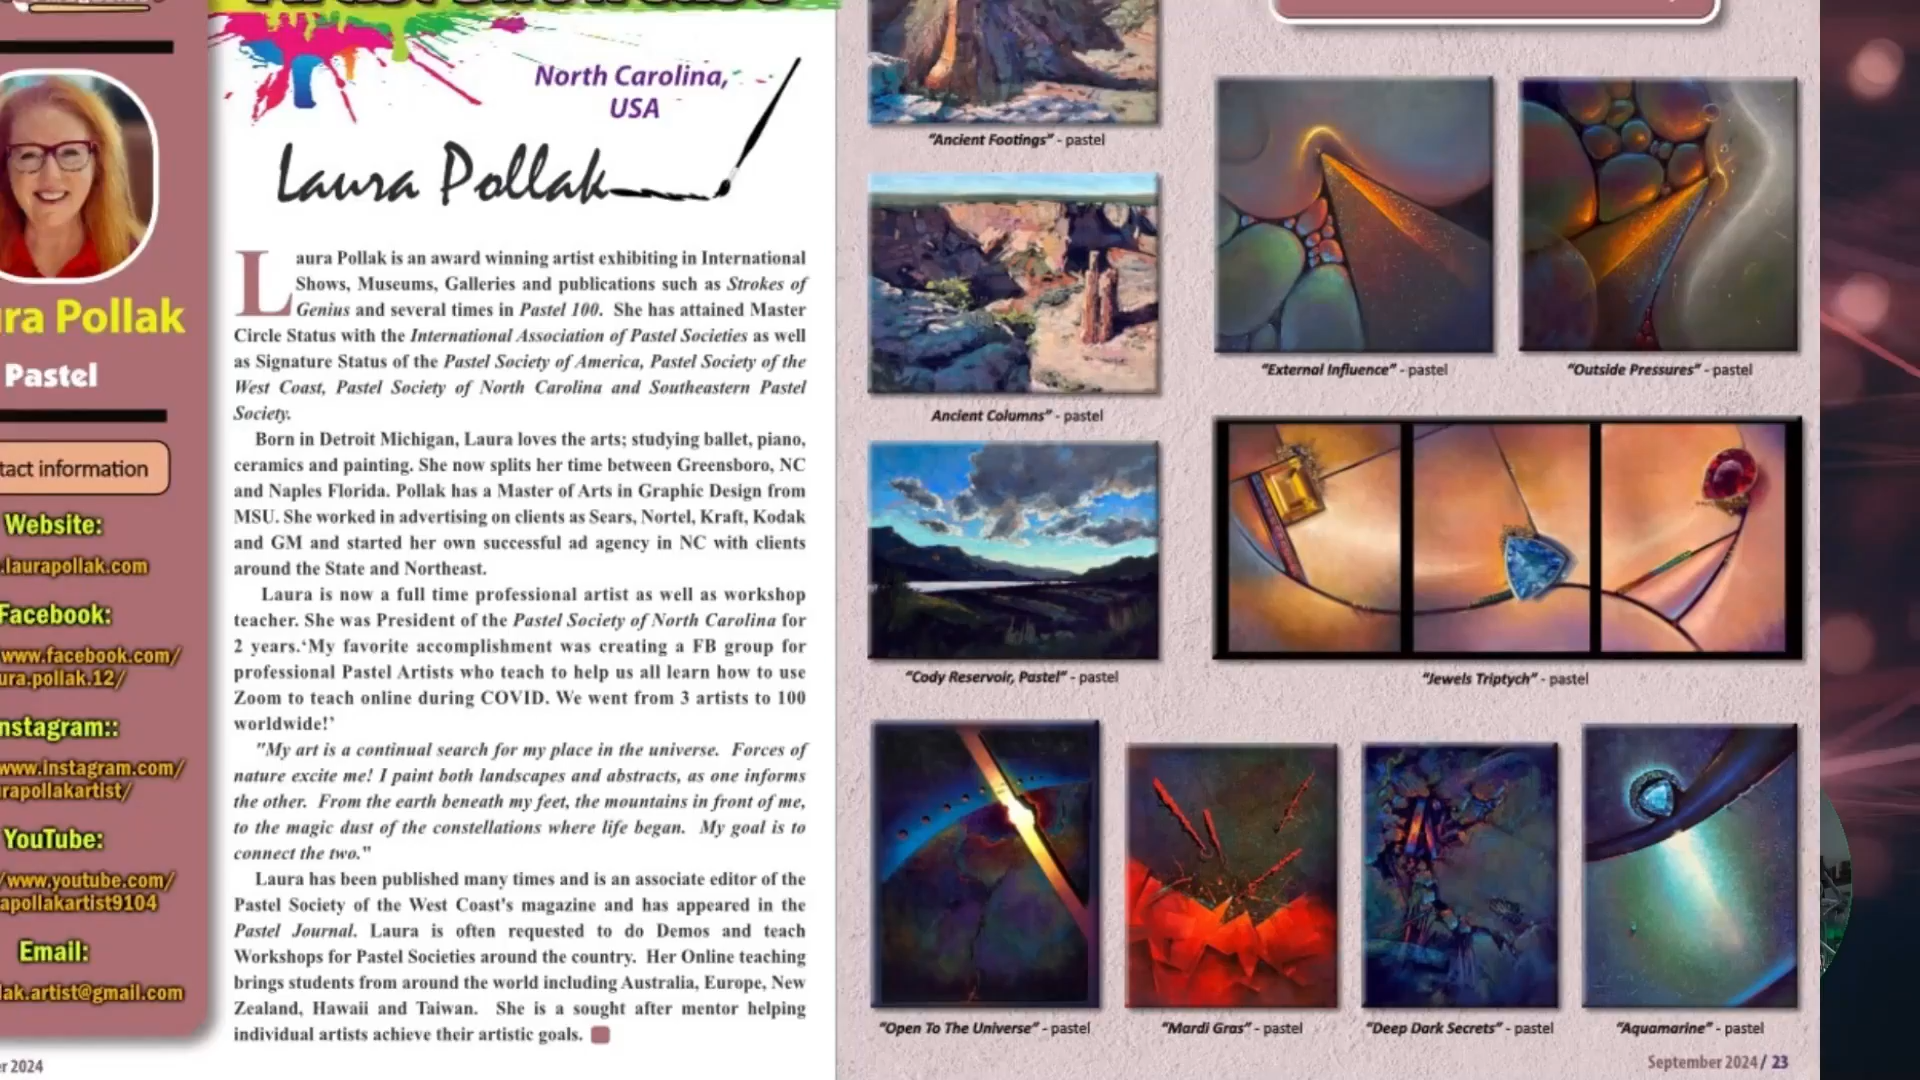 Artist Showcase
North Carolina,
USA
Laura Pollak
ra Pollak
Pastel
tact information
Website:
.laurapollak.com
Facebook:
www.facebook.com/
ura.pollak.12/
nstagram::
www.instagram.com/
rapollakartist/
YouTube:
/www.youtube.com/
apollakartist9104
Email:
lak.artist@gmail.com
r 2024
Laura Pollak is an award winning artist exhibiting in International
Shows, Museums, Galleries and publications such as Strokes of
Genius and several times in Pastel 100. She has attained Master
Circle Status with the International Association of Pastel Societies as well
as Signature Status of the Pastel Society of America, Pastel Society of the
West Coast, Pastel Society of North Carolina and Southeastern Pastel
Society.
Born in Detroit Michigan, Laura loves the arts; studying ballet, piano,
ceramics and painting. She now splits her time between Greensboro, NC
and Naples Florida. Pollak has a Master of Arts in Graphic Design from
MSU. She worked in advertising on clients as Sears, Nortel, Kraft, Kodak
and GM and started her own successful ad agency in NC with clients
around the State and Northeast.
Laura is now a full time professional artist as well as workshop
teacher. She was President of the Pastel Society of North Carolina for
2 years.‘My favorite accomplishment was creating a FB group for
professional Pastel Artists who teach to help us all learn how to use
Zoom to teach online during COVID. We went from 3 artists to 100
worldwide!’
"My art is a continual search for my place in the universe. Forces of
nature excite me! I paint both landscapes and abstracts, as one informs
the other. From the earth beneath my feet, the mountains in front of me,
to the magic dust of the constellations where life began. My goal is to
connect the two."
Laura has been published many times and is an associate editor of the
Pastel Society of the West Coast's magazine and has appeared in the
Pastel Journal. Laura is often requested to do Demos and teach
Workshops for Pastel Societies around the country. Her Online teaching
brings students from around the world including Australia, Europe, New
Zealand, Hawaii and Taiwan. She is a sought after mentor helping
individual artists achieve their artistic goals.
“Ancient Footings” - pastel
Ancient Columns” - pastel
“Cody Reservoir, Pastel” - pastel
“External Influence” - pastel
“Outside Pressures” - pastel
“Jewels Triptych” - pastel
“Open To The Universe” - pastel
“Mardi Gras” - pastel
“Deep Dark Secrets” - pastel
“Aquamarine” - pastel
September 2024/ 23